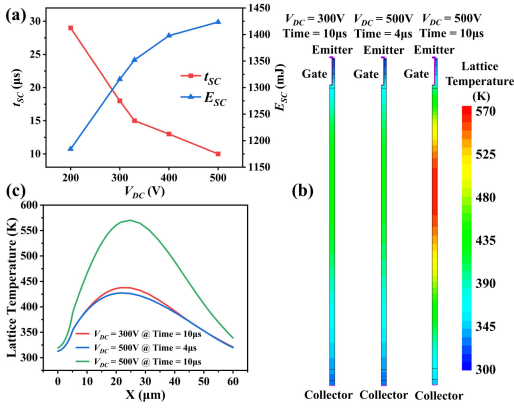 (a)
30
25
20
15
10
t_SC (μs)
1450
1400
1350
1300
1250
1200
1150
E_SC (mJ)
t_SC
E_SC
200
300
400
500
V_DC (V)
V_DC = 300V V_DC = 500V V_DC = 500V
Time = 10μs Time = 4μs Time = 10μs
Emitter Emitter Emitter
Gate Gate Gate
Lattice
Temperature
(K)
570
525
480
435
390
345
300
(b)
Collector Collector Collector
(c)
600
550
500
450
400
350
300
Lattice Temperature (K)
V_DC = 300V @ Time = 10μs
V_DC = 500V @ Time = 4μs
V_DC = 500V @ Time = 10μs
0 10 20 30 40 50 60
X (μm)